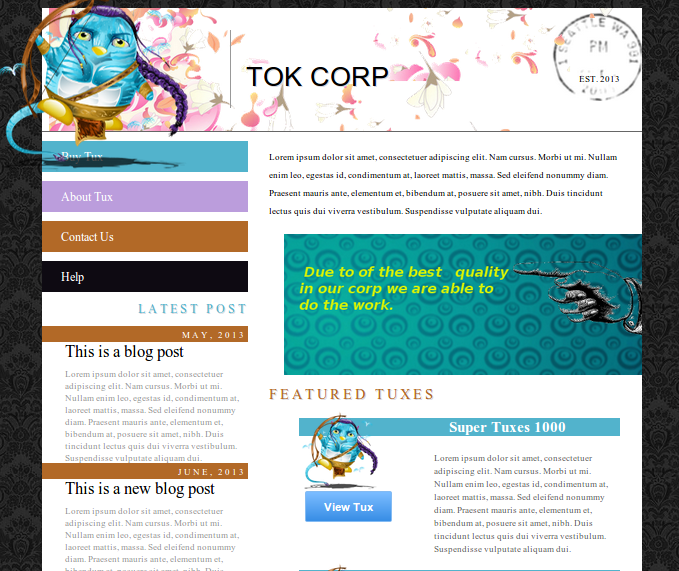 TOK CORP
SEATTLE WA 981
PM
EST. 2013
Buy Tux
About Tux
Contact Us
Help
LATEST POST
MAY, 2013
This is a blog post
Lorem ipsum dolor sit amet, consectetuer
adipiscing elit. Nam cursus. Morbi ut mi.
Nullam enim leo, egestas id, condimentum at,
laoreet mattis, massa. Sed eleifend nonummy
diam. Praesent mauris ante, elementum et,
bibendum at, posuere sit amet, nibh. Duis
tincidunt lectus quis dui viverra vestibulum.
Suspendisse vulputate aliquam dui.
JUNE, 2013
This is a new blog post
Lorem ipsum dolor sit amet, consectetuer
adipiscing elit. Nam cursus. Morbi ut mi.
Nullam enim leo, egestas id, condimentum at,
laoreet mattis, massa. Sed eleifend nonummy
diam. Praesent mauris ante, elementum et,
bibendum at, posuere sit amet, nibh. Duis
Lorem ipsum dolor sit amet, consectetuer adipiscing elit. Nam cursus. Morbi ut mi. Nullam
enim leo, egestas id, condimentum at, laoreet mattis, massa. Sed eleifend nonummy diam.
Praesent mauris ante, elementum et, bibendum at, posuere sit amet, nibh. Duis tincidunt
lectus quis dui viverra vestibulum. Suspendisse vulputate aliquam dui.
Due to of the best quality
in our corp we are able to
do the work.
FEATURED TUXES
Super Tuxes 1000
View Tux
Lorem ipsum dolor sit amet, consectetuer
adipiscing elit. Nam cursus. Morbi ut mi.
Nullam enim leo, egestas id, condimentum at,
laoreet mattis, massa. Sed eleifend nonummy
diam. Praesent mauris ante, elementum et,
bibendum at, posuere sit amet, nibh. Duis
tincidunt lectus quis dui viverra vestibulum.
Suspendisse vulputate aliquam dui.